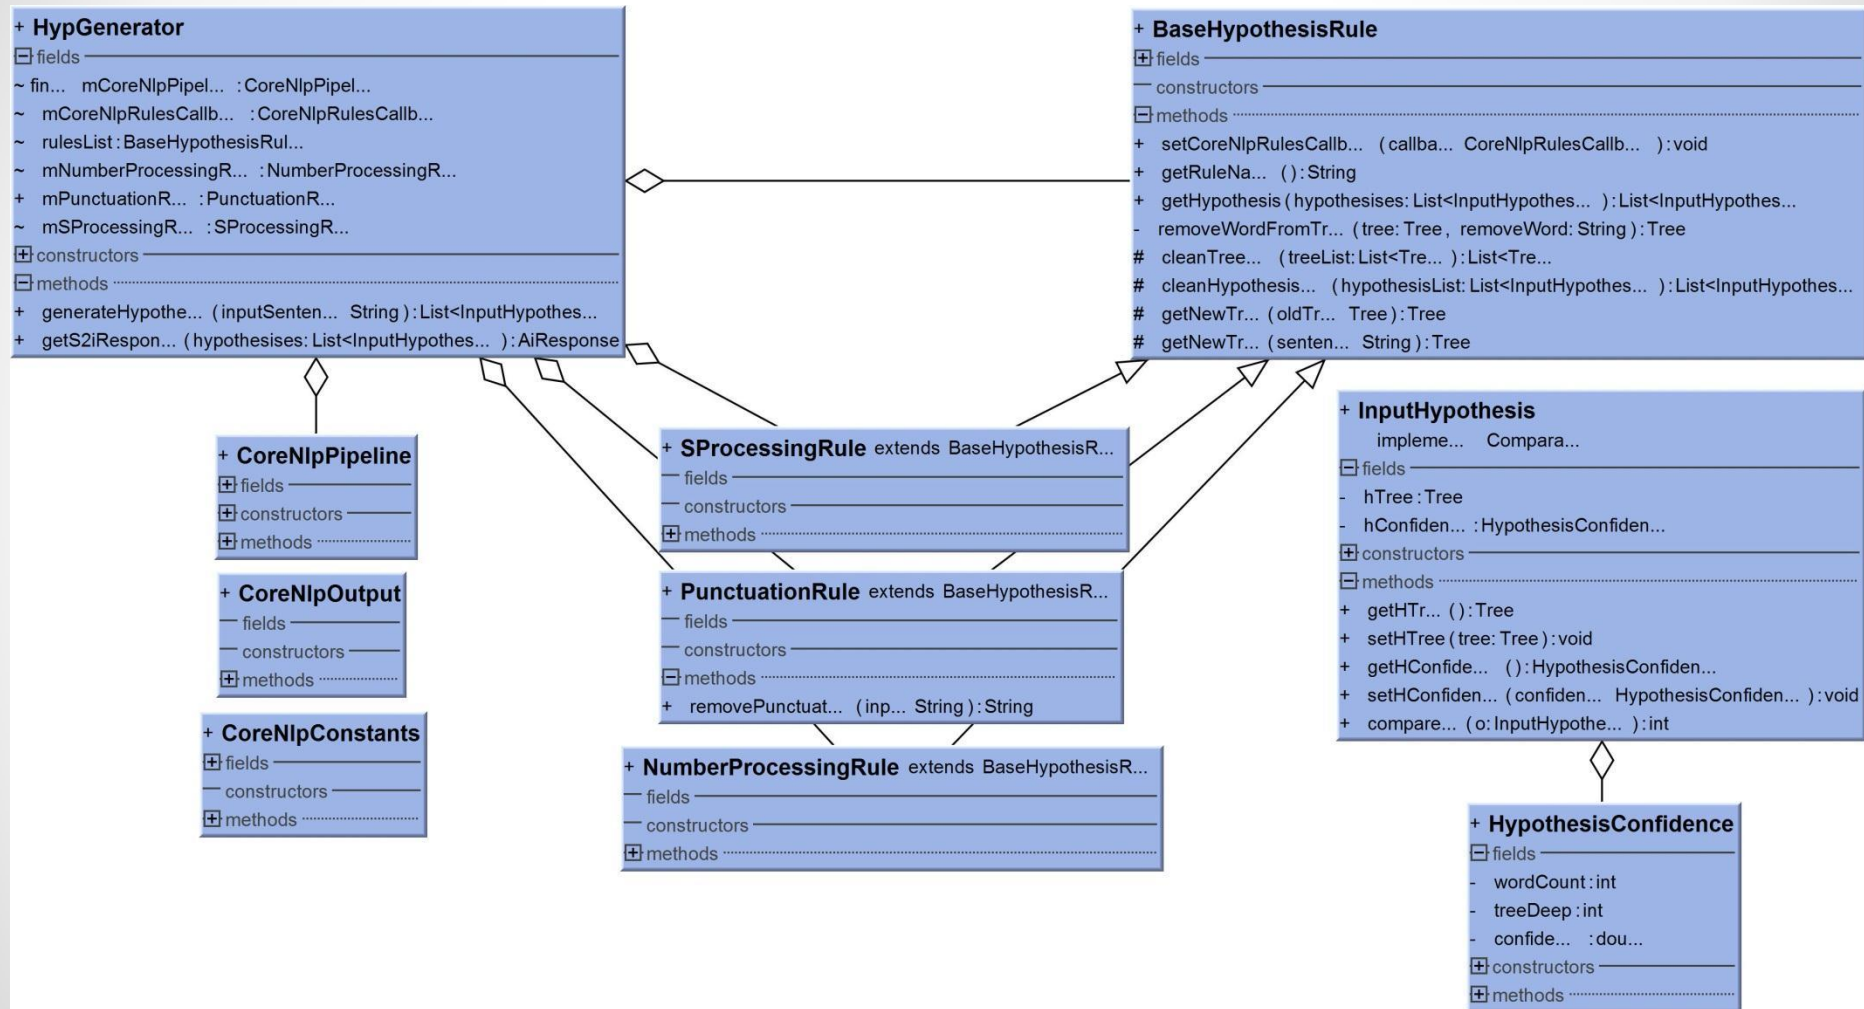 + HypGenerator
fields
~ fin... mCoreNlpPipel... :CoreNlpPipel...
~ mCoreNlpRulesCallb... :CoreNlpRulesCallb...
~ rulesList:BaseHypothesisRul...
~ mNumberProcessingR... :NumberProcessingR...
+ mPunctuationR... :PunctuationR...
~ mSProcessingR... :SProcessingR...
constructors
methods
+ generateHypothe... (inputSenten... String):List<InputHypothes...
+ getS2iRespon... (hypothesises:List<InputHypothes... ):AiResponse
+ BaseHypothesisRule
fields
constructors
methods
+ setCoreNlpRulesCallb... (callba... CoreNlpRulesCallb... ):void
+ getRuleNa... ():String
+ getHypothesis(hypothesises:List<InputHypothes... ):List<InputHypothes...
- removeWordFromTr... (tree:Tree, removeWord:String):Tree
# cleanTree... (treeList:List<Tre... ):List<Tre...
# cleanHypothesis... (hypothesisList:List<InputHypothes... ):List<InputHypothes...
# getNewTr... (oldTr... Tree):Tree
# getNewTr... (senten... String):Tree
+ CoreNlpPipeline
fields
constructors
methods
+ CoreNlpOutput
fields
constructors
methods
+ CoreNlpConstants
fields
constructors
methods
+ SProcessingRule extends BaseHypothesisR...
fields
constructors
methods
+ PunctuationRule extends BaseHypothesisR...
fields
constructors
methods
+ removePunctuat... (inp... String):String
+ NumberProcessingRule extends BaseHypothesisR...
fields
constructors
methods
+ InputHypothesis
impleme... Compara...
fields
- hTree:Tree
- hConfiden... :HypothesisConfiden...
constructors
methods
+ getHTr... ():Tree
+ setHTree(tree:Tree):void
+ getHConfide... ():HypothesisConfiden...
+ setHConfiden... (confiden... HypothesisConfiden... ):void
+ compare... (o:InputHypothe... ):int
+ HypothesisConfidence
fields
- wordCount:int
- treeDeep:int
- confide... :dou...
constructors
methods